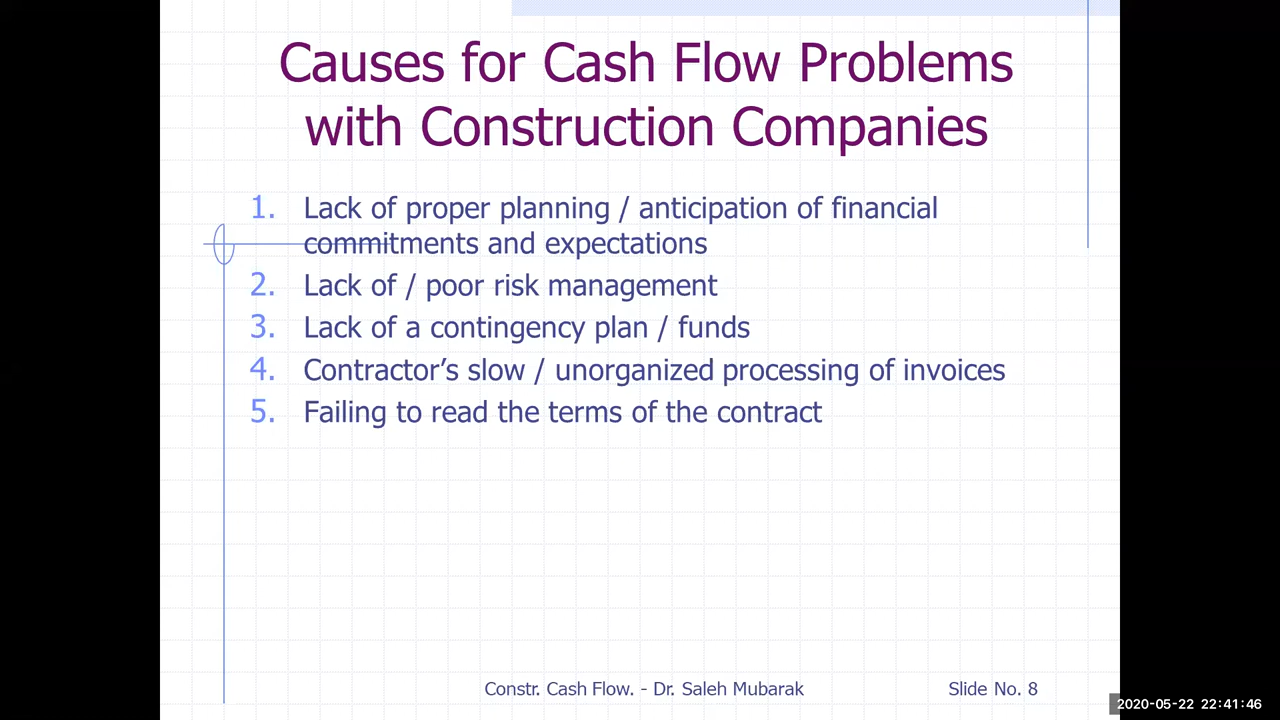 Causes for Cash Flow Problems
with Construction Companies
1. Lack of proper planning / anticipation of financial
commitments and expectations
2. Lack of / poor risk management
3. Lack of a contingency plan / funds
4. Contractor’s slow / unorganized processing of invoices
5. Failing to read the terms of the contract
Constr. Cash Flow. - Dr. Saleh Mubarak
Slide No. 8
2020-05-22 22:41:46